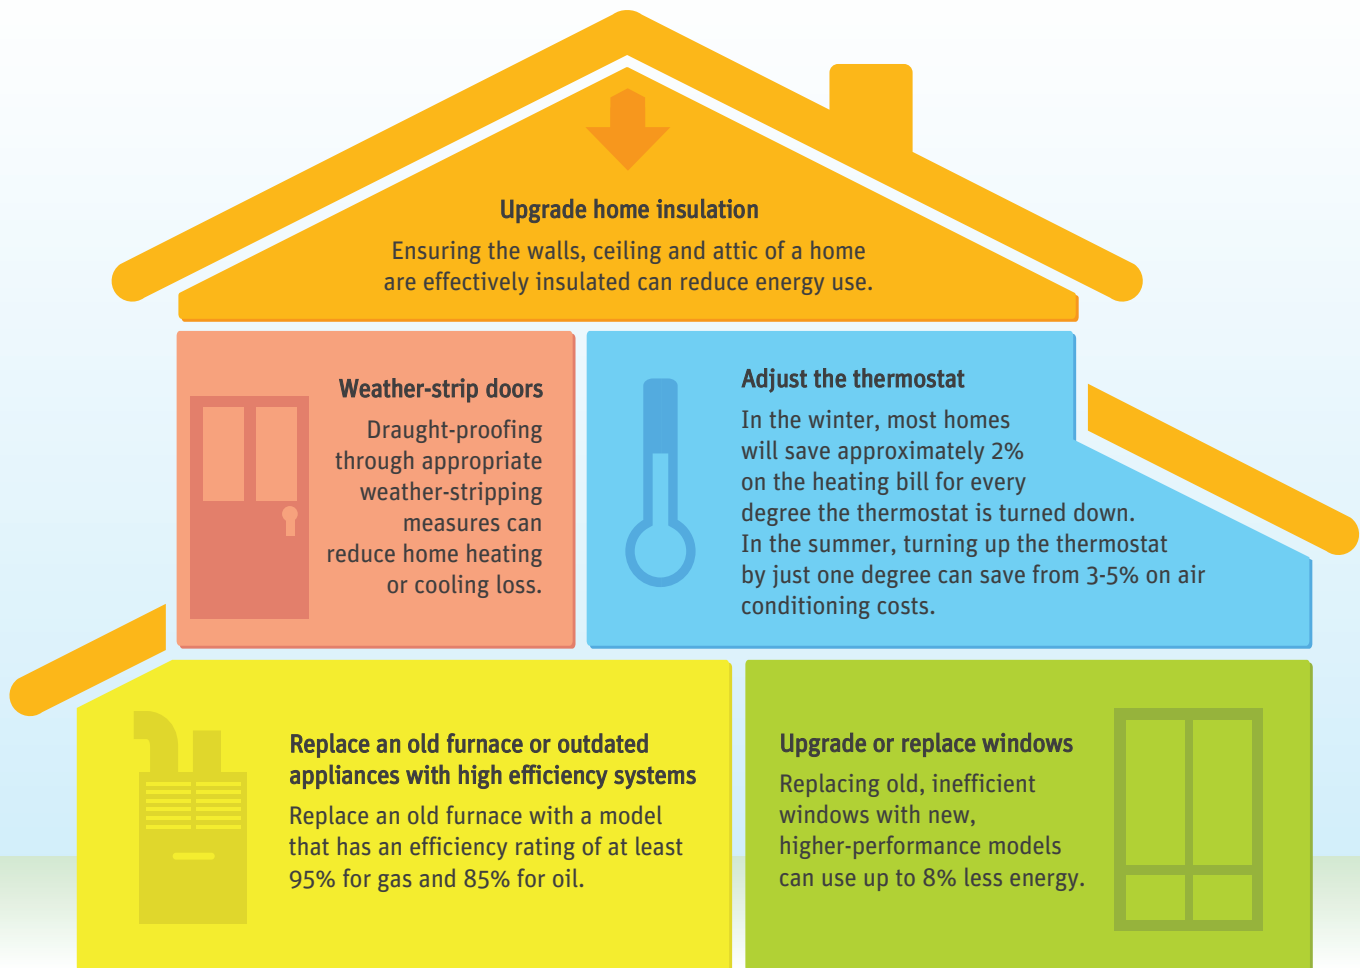 Upgrade home insulation
Ensuring the walls, ceiling and attic of a home
are effectively insulated can reduce energy use.
Weather-strip doors
Draught-proofing
through appropriate
weather-stripping
measures can
reduce home heating
or cooling loss.
Adjust the thermostat
In the winter, most homes
will save approximately 2%
on the heating bill for every
degree the thermostat is turned down.
In the summer, turning up the thermostat
by just one degree can save from 3-5% on air
conditioning costs.
Replace an old furnace or outdated
appliances with high efficiency systems
Replace an old furnace with a model
that has an efficiency rating of at least
95% for gas and 85% for oil.
Upgrade or replace windows
Replacing old, inefficient
windows with new,
higher-performance models
can use up to 8% less energy.